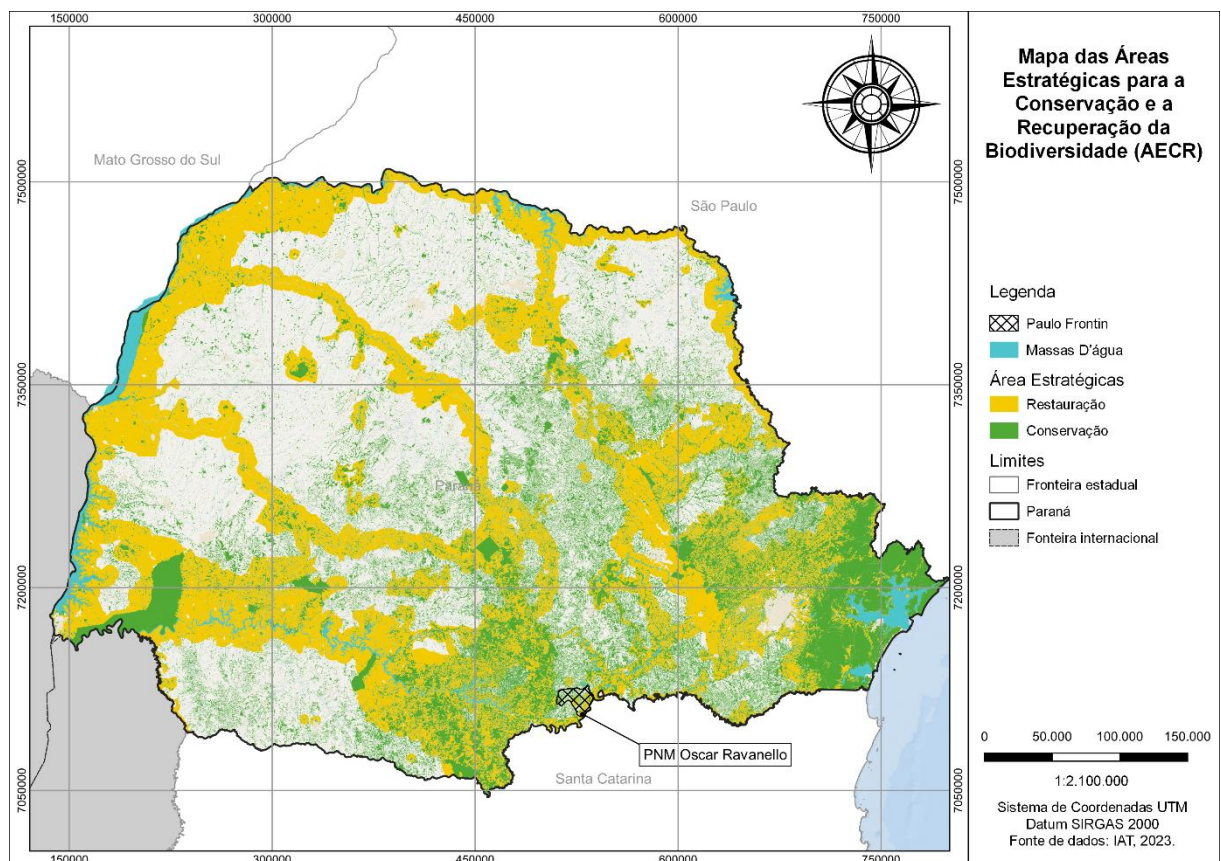 150000
300000
450000
600000
750000
7500000
7350000
7200000
7050000
7500000
7350000
7200000
7050000
Mato Grosso do Sul
São Paulo
Paraná
Santa Catarina
PNM Oscar Ravanello
150000
300000
450000
600000
750000
Mapa das Áreas
Estratégicas para a
Conservação e a
Recuperação da
Biodiversidade (AECR)
Legenda
Paulo Frontin
Massas D'água
Área Estratégicas
Restauração
Conservação
Limites
Fronteira estadual
Paraná
Fonteira internacional
0 50.000 100.000 150.000
1:2.100.000
Sistema de Coordenadas UTM
Datum SIRGAS 2000
Fonte de dados: IAT, 2023.